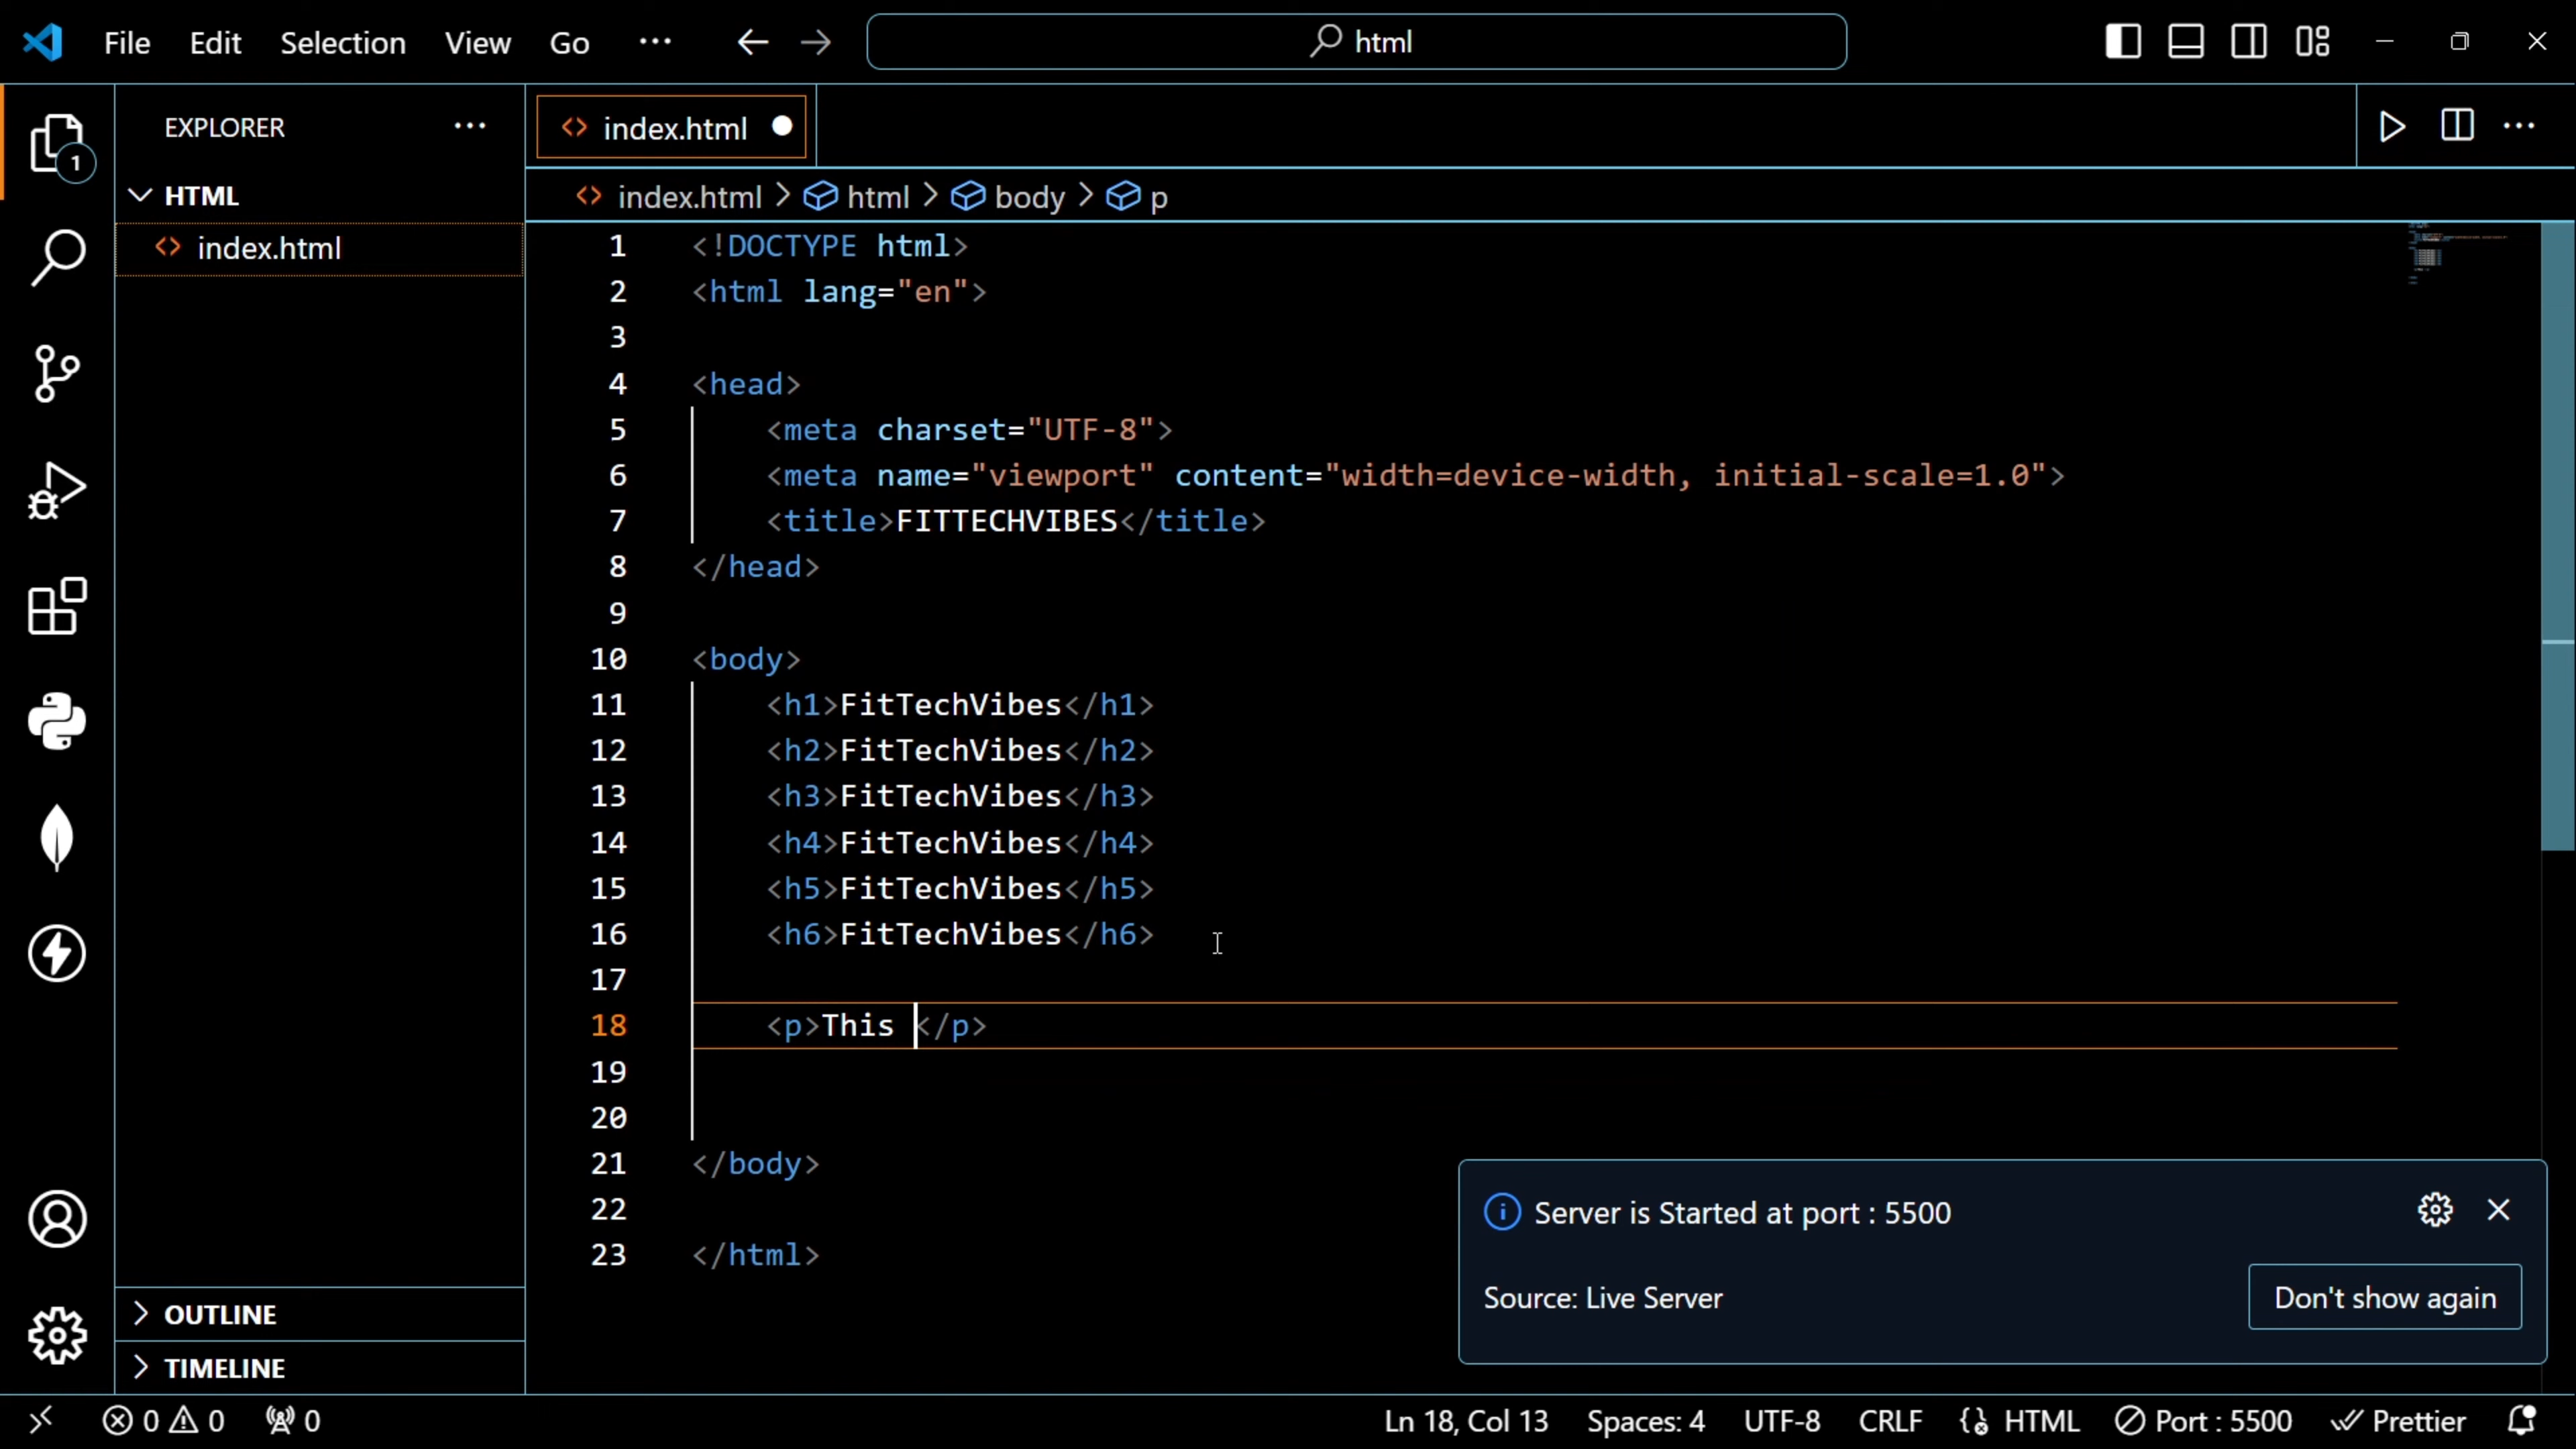 File Edit Selection View Go ··· html
EXPLORER ···
HTML
index.html
1
index.html
index.html > html > body > p
1 <!DOCTYPE html>
2 <html lang="en">
3
4 <head>
5     <meta charset="UTF-8">
6     <meta name="viewport" content="width=device-width, initial-scale=1.0">
7     <title>FITTECHVIBES</title>
8 </head>
9
10 <body>
11     <h1>FitTechVibes</h1>
12     <h2>FitTechVibes</h2>
13     <h3>FitTechVibes</h3>
14     <h4>FitTechVibes</h4>
15     <h5>FitTechVibes</h5>
16     <h6>FitTechVibes</h6>
17
18     <p>This </p>
19
20
21 </body>
22
23 </html>
Server is Started at port : 5500
Source: Live Server
Don't show again
OUTLINE
TIMELINE
0 0 0 Ln 18, Col 13 Spaces: 4 UTF-8 CRLF HTML Port : 5500 Prettier